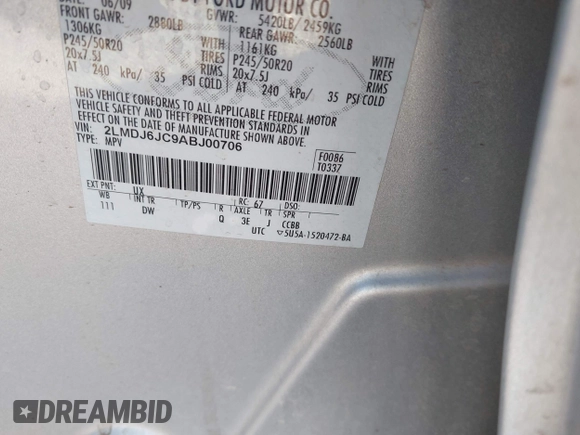 06/09 FORD MOTOR CO.
FRONT GAWR: 2880LB GVWR: 5420LB/ 2459KG
1306KG REAR GAWR: 2560LB
P245/50R20 TIRES 1161KG TIRES
20x7.5J RIMS P245/50R20 RIMS
AT 240 kPa/ 35 PSI COLD 20x7.5J
AT 240 kPa/ 35 PSI COLD
THIS VEHICLE CONFORMS TO ALL APPLICABLE FEDERAL MOTOR
VEHICLE SAFETY AND THEFT PREVENTION STANDARDS IN
EFFECT ON THE DATE OF MANUFACTURE SHOWN ABOVE.
VIN: 2LMDJ6JC9ABJ00706
TYPE: MPV
F0086
T0337
EXT PNT: UX RC: 67 DSO:
WB INT TR TP/PS R AXLE TR SPR
111 DW Q 3E J CCBB
UTC 5U5A-1520472-BA
DREAMBID